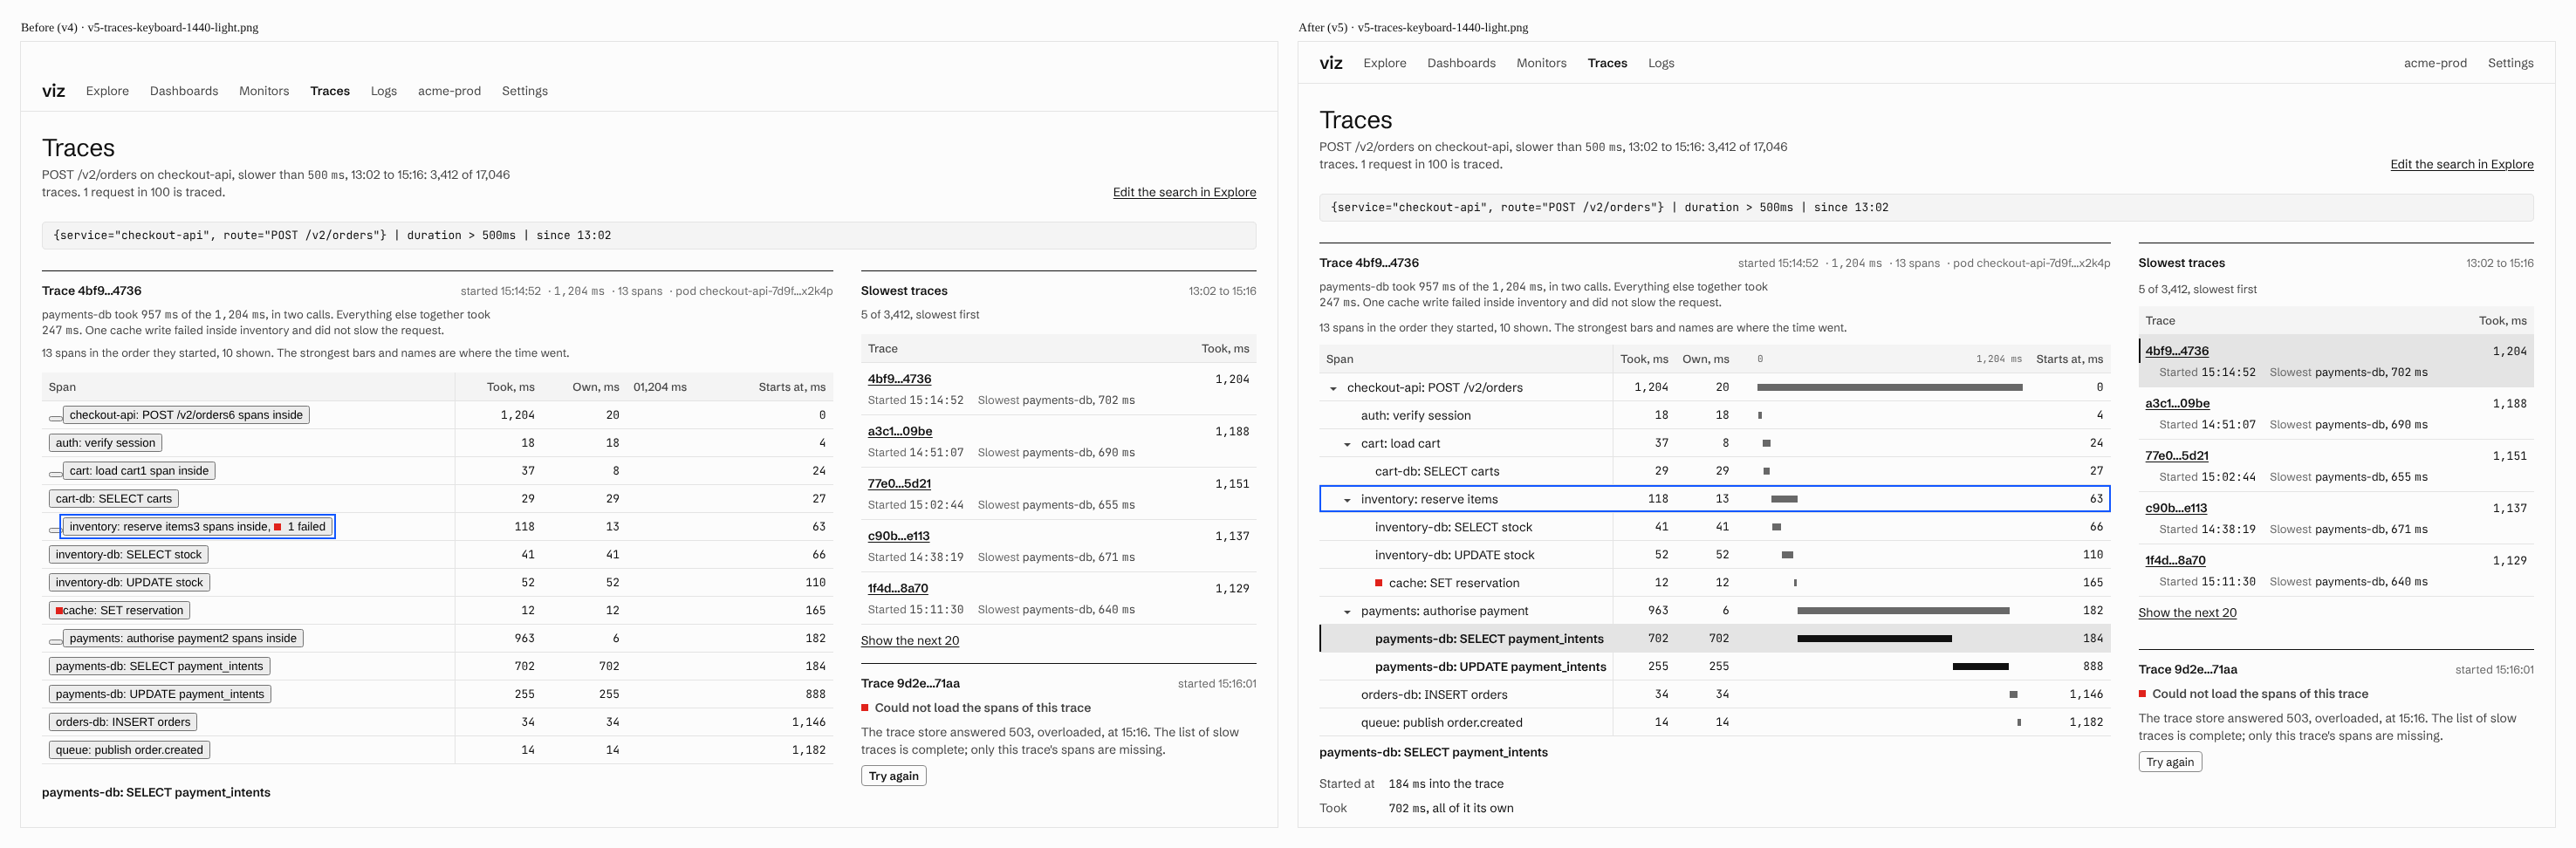 Before (v4) · v5-traces-keyboard-1440-light.png
viz Explore Dashboards Monitors Traces Logs acme-prod Settings
Traces
POST /v2/orders on checkout-api, slower than 500 ms, 13:02 to 15:16: 3,412 of 17,046
traces. 1 request in 100 is traced.
Edit the search in Explore
{service="checkout-api", route="POST /v2/orders"} | duration > 500ms | since 13:02
Trace 4bf9…4736 started 15:14:52 · 1,204 ms · 13 spans · pod checkout-api-7d9f…x2k4p
payments-db took 957 ms of the 1,204 ms, in two calls. Everything else together took
247 ms. One cache write failed inside inventory and did not slow the request.
13 spans in the order they started, 10 shown. The strongest bars and names are where the time went.
Span Took, ms Own, ms 01,204 ms Starts at, ms
checkout-api: POST /v2/orders6 spans inside 1,204 20 0
auth: verify session 18 18 4
cart: load cart1 span inside 37 8 24
cart-db: SELECT carts 29 29 27
inventory: reserve items3 spans inside, 1 failed 118 13 63
inventory-db: SELECT stock 41 41 66
inventory-db: UPDATE stock 52 52 110
cache: SET reservation 12 12 165
payments: authorise payment2 spans inside 963 6 182
payments-db: SELECT payment_intents 702 702 184
payments-db: UPDATE payment_intents 255 255 888
orders-db: INSERT orders 34 34 1,146
queue: publish order.created 14 14 1,182
payments-db: SELECT payment_intents
Slowest traces 13:02 to 15:16
5 of 3,412, slowest first
Trace Took, ms
4bf9…4736 1,204
Started 15:14:52 Slowest payments-db, 702 ms
a3c1…09be 1,188
Started 14:51:07 Slowest payments-db, 690 ms
77e0…5d21 1,151
Started 15:02:44 Slowest payments-db, 655 ms
c90b…e113 1,137
Started 14:38:19 Slowest payments-db, 671 ms
1f4d…8a70 1,129
Started 15:11:30 Slowest payments-db, 640 ms
Show the next 20
Trace 9d2e…71aa started 15:16:01
Could not load the spans of this trace
The trace store answered 503, overloaded, at 15:16. The list of slow
traces is complete; only this trace's spans are missing.
Try again
After (v5) · v5-traces-keyboard-1440-light.png
viz Explore Dashboards Monitors Traces Logs acme-prod Settings
Traces
POST /v2/orders on checkout-api, slower than 500 ms, 13:02 to 15:16: 3,412 of 17,046
traces. 1 request in 100 is traced.
Edit the search in Explore
{service="checkout-api", route="POST /v2/orders"} | duration > 500ms | since 13:02
Trace 4bf9…4736 started 15:14:52 · 1,204 ms · 13 spans · pod checkout-api-7d9f…x2k4p
payments-db took 957 ms of the 1,204 ms, in two calls. Everything else together took
247 ms. One cache write failed inside inventory and did not slow the request.
13 spans in the order they started, 10 shown. The strongest bars and names are where the time went.
Span Took, ms Own, ms 0 1,204 ms Starts at, ms
checkout-api: POST /v2/orders 1,204 20 0
auth: verify session 18 18 4
cart: load cart 37 8 24
cart-db: SELECT carts 29 29 27
inventory: reserve items 118 13 63
inventory-db: SELECT stock 41 41 66
inventory-db: UPDATE stock 52 52 110
cache: SET reservation 12 12 165
payments: authorise payment 963 6 182
payments-db: SELECT payment_intents 702 702 184
payments-db: UPDATE payment_intents 255 255 888
orders-db: INSERT orders 34 34 1,146
queue: publish order.created 14 14 1,182
payments-db: SELECT payment_intents
Started at 184 ms into the trace
Took 702 ms, all of it its own
Slowest traces 13:02 to 15:16
5 of 3,412, slowest first
Trace Took, ms
4bf9…4736 1,204
Started 15:14:52 Slowest payments-db, 702 ms
a3c1…09be 1,188
Started 14:51:07 Slowest payments-db, 690 ms
77e0…5d21 1,151
Started 15:02:44 Slowest payments-db, 655 ms
c90b…e113 1,137
Started 14:38:19 Slowest payments-db, 671 ms
1f4d…8a70 1,129
Started 15:11:30 Slowest payments-db, 640 ms
Show the next 20
Trace 9d2e…71aa started 15:16:01
Could not load the spans of this trace
The trace store answered 503, overloaded, at 15:16. The list of slow
traces is complete; only this trace's spans are missing.
Try again